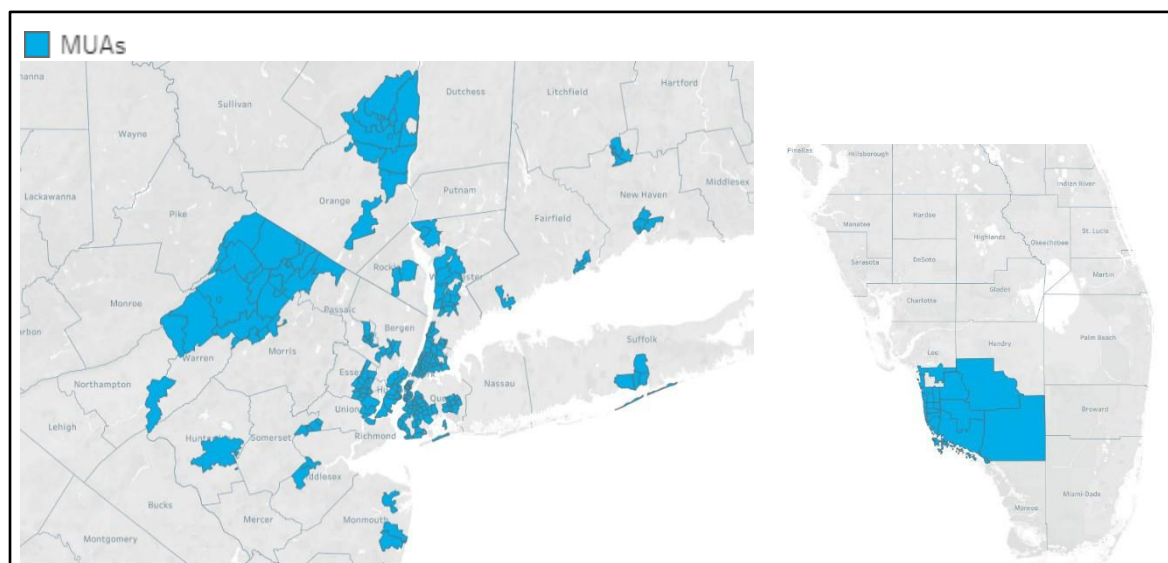 MUAs
Hartford
Sullivan
Dutchess
Litchfield
Wayne
Putnam
New Haven
Middlesex
Lackawanna
Orange
Fairfield
Pike
Monroe
Passaic
Bergen
Suffolk
Warren
Morris
Nassau
Northampton
Union
Richmond
Lehigh
Somerset
Bucks
Mercer
Monmouth
Montgomery
Pinellas
Hillsborough
Indian River
Manatee
Hardee
Highlands
Okeechobee
St. Lucie
Sarasota
DeSoto
Martin
Charlotte
Glades
Lee
Hendry
Palm Beach
Broward
Miami-Dade
Monroe